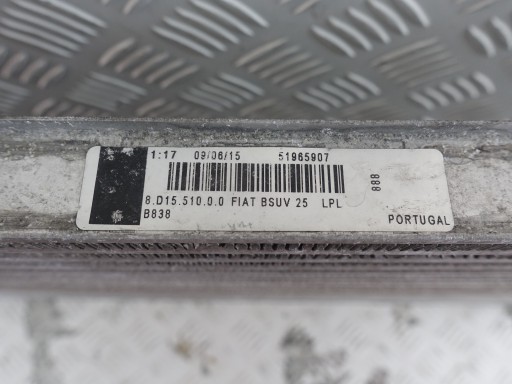 1:17 09/06/15 51965907
888
8.D15.510.0.0 FIAT BSUV 25 LPL
B838
PORTUGAL